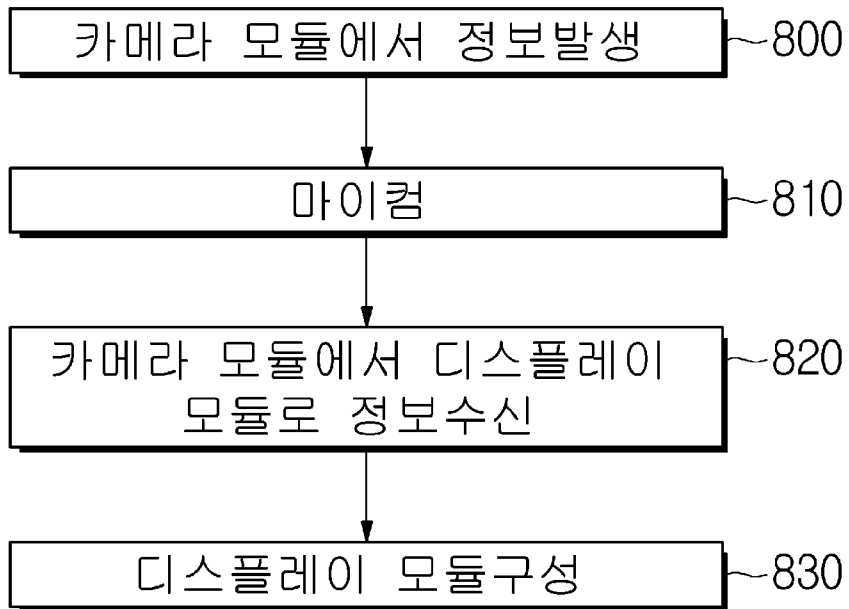 카메라 모듈에서 정보발생 800
마이컴 810
카메라 모듈에서 디스플레이 820
모듈로 정보수신
디스플레이 모듈구성 830